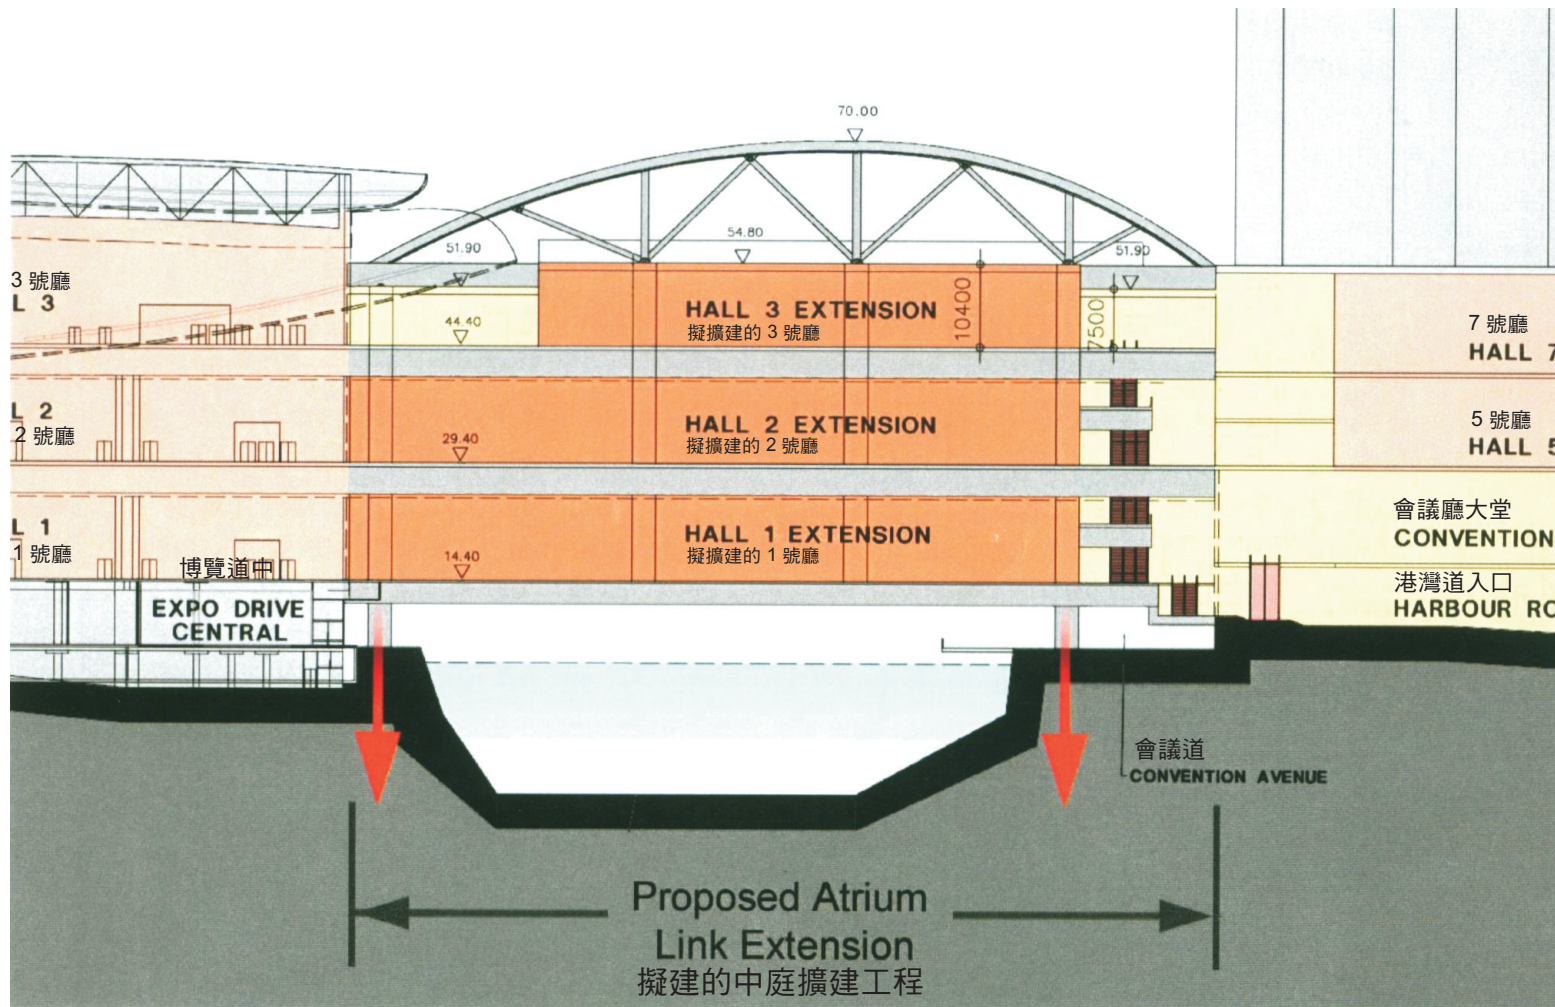 70.00
54.80
51.90
51.90
3 號廳
L 3
44.40
HALL 3 EXTENSION
擬擴建的 3 號廳
10400
7500
7 號廳
HALL 7
L 2
2 號廳
29.40
HALL 2 EXTENSION
擬擴建的 2 號廳
5 號廳
HALL 5
L 1
1 號廳
14.40
HALL 1 EXTENSION
擬擴建的 1 號廳
會議廳大堂
CONVENTION
博覽道中
EXPO DRIVE
CENTRAL
港灣道入口
HARBOUR RO
會議道
CONVENTION AVENUE
Proposed Atrium
Link Extension
擬建的中庭擴建工程